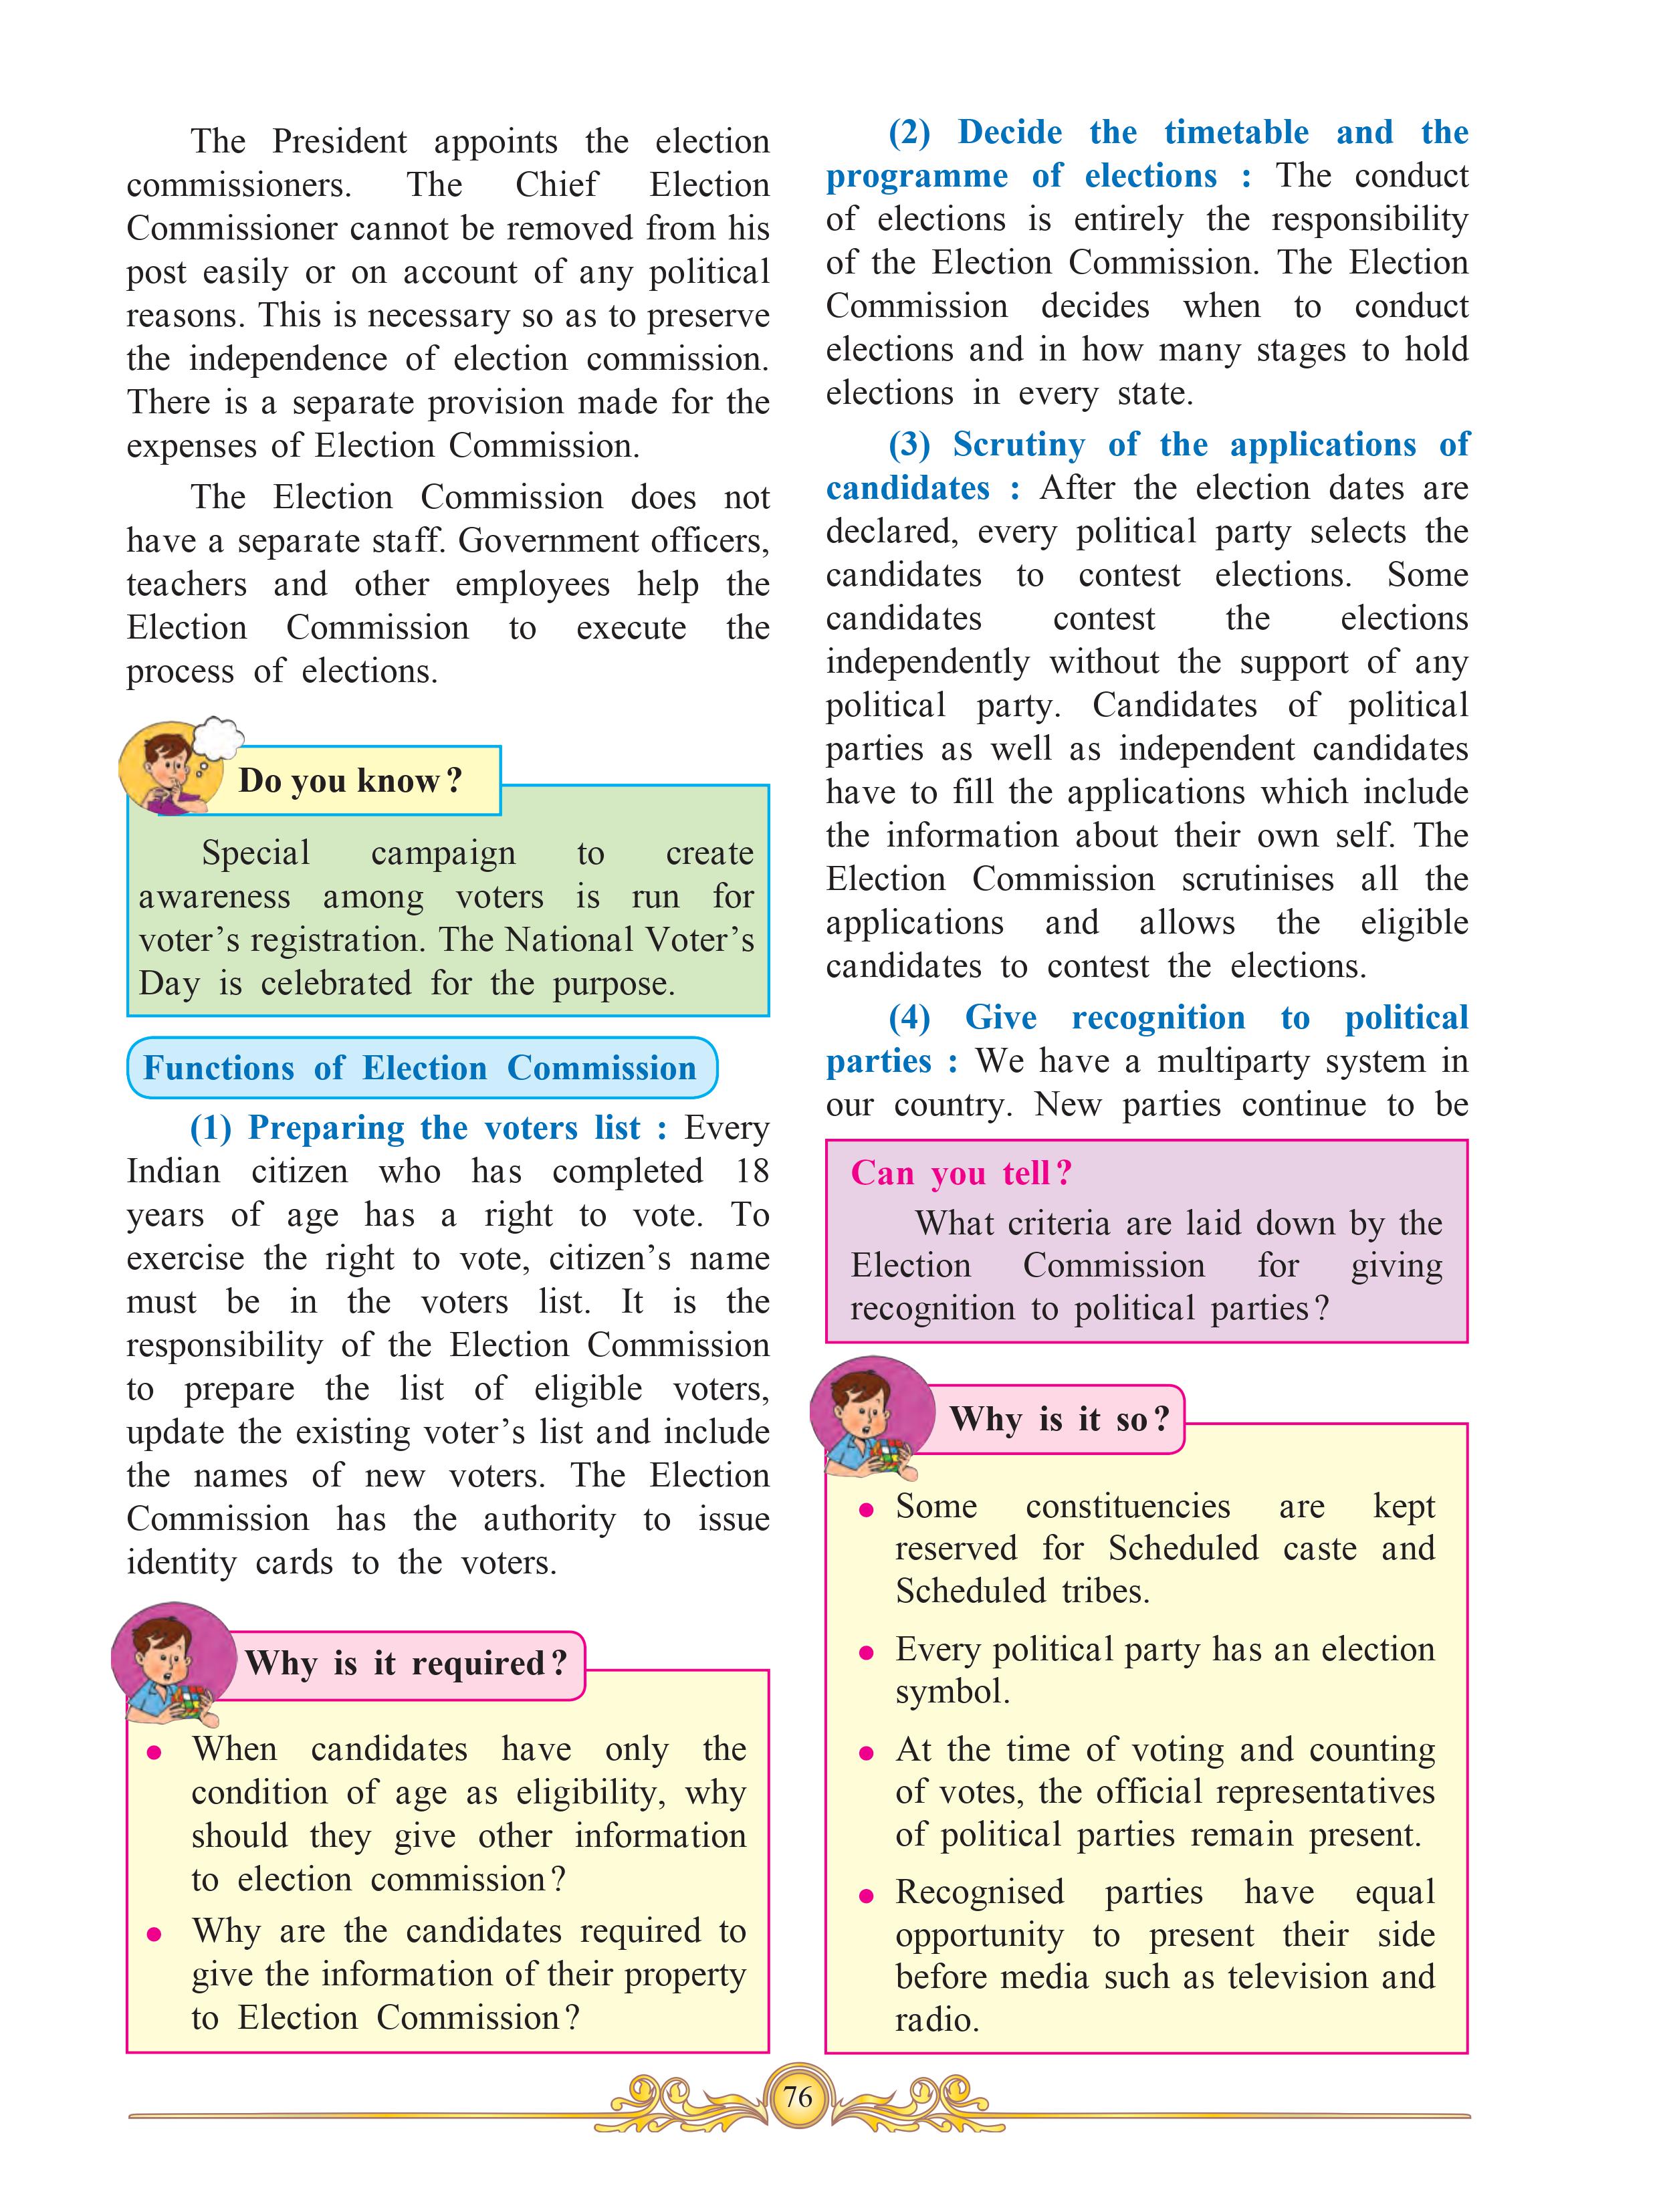 The President appoints the election
commissioners. The Chief Election
Commissioner cannot be removed from his
post easily or on account of any political
reasons. This is necessary so as to preserve
the independence of election commission.
There is a separate provision made for the
expenses of Election Commission.
The Election Commission does not
have a separate staff. Government officers,
teachers and other employees help the
Election Commission to execute the
process of elections.
Do you know?
Special campaign to create
awareness among voters is run for
voter's registration. The National Voter's
Day is celebrated for the purpose.
Functions of Election Commission
(1) Preparing the voters list : Every
Indian citizen who has completed 18
years of age has a right to vote. To
exercise the right to vote, citizen's name
must be in the voters list. It is the
responsibility of the Election Commission
to prepare the list of eligible voters,
update the existing voter's list and include
the names of new voters. The Election
Commission has the authority to issue
identity cards to the voters.
Why is it required?
• When candidates have only the
condition of age as eligibility, why
should they give other information
to election commission?
• Why are the candidates required to
give the information of their property
to Election Commission?
(2) Decide the timetable and the
programme of elections : The conduct
of elections is entirely the responsibility
of the Election Commission. The Election
Commission decides when to conduct
elections and in how many stages to hold
elections in every state.
(3) Scrutiny of the applications of
candidates : After the election dates are
declared, every political party selects the
candidates to contest elections. Some
candidates contest the elections
independently without the support of any
political party. Candidates of political
parties as well as independent candidates
have to fill the applications which include
the information about their own self. The
Election Commission scrutinises all the
applications and allows the eligible
candidates to contest the elections.
(4) Give recognition to political
parties : We have a multiparty system in
our country. New parties continue to be
Can you tell?
What criteria are laid down by the
Election Commission for giving
recognition to political parties?
Why is it so?
• Some constituencies are kept
reserved for Scheduled caste and
Scheduled tribes.
• Every political party has an election
symbol.
• At the time of voting and counting
of votes, the official representatives
of political parties remain present.
• Recognised parties have equal
opportunity to present their side
before media such as television and
radio.
76